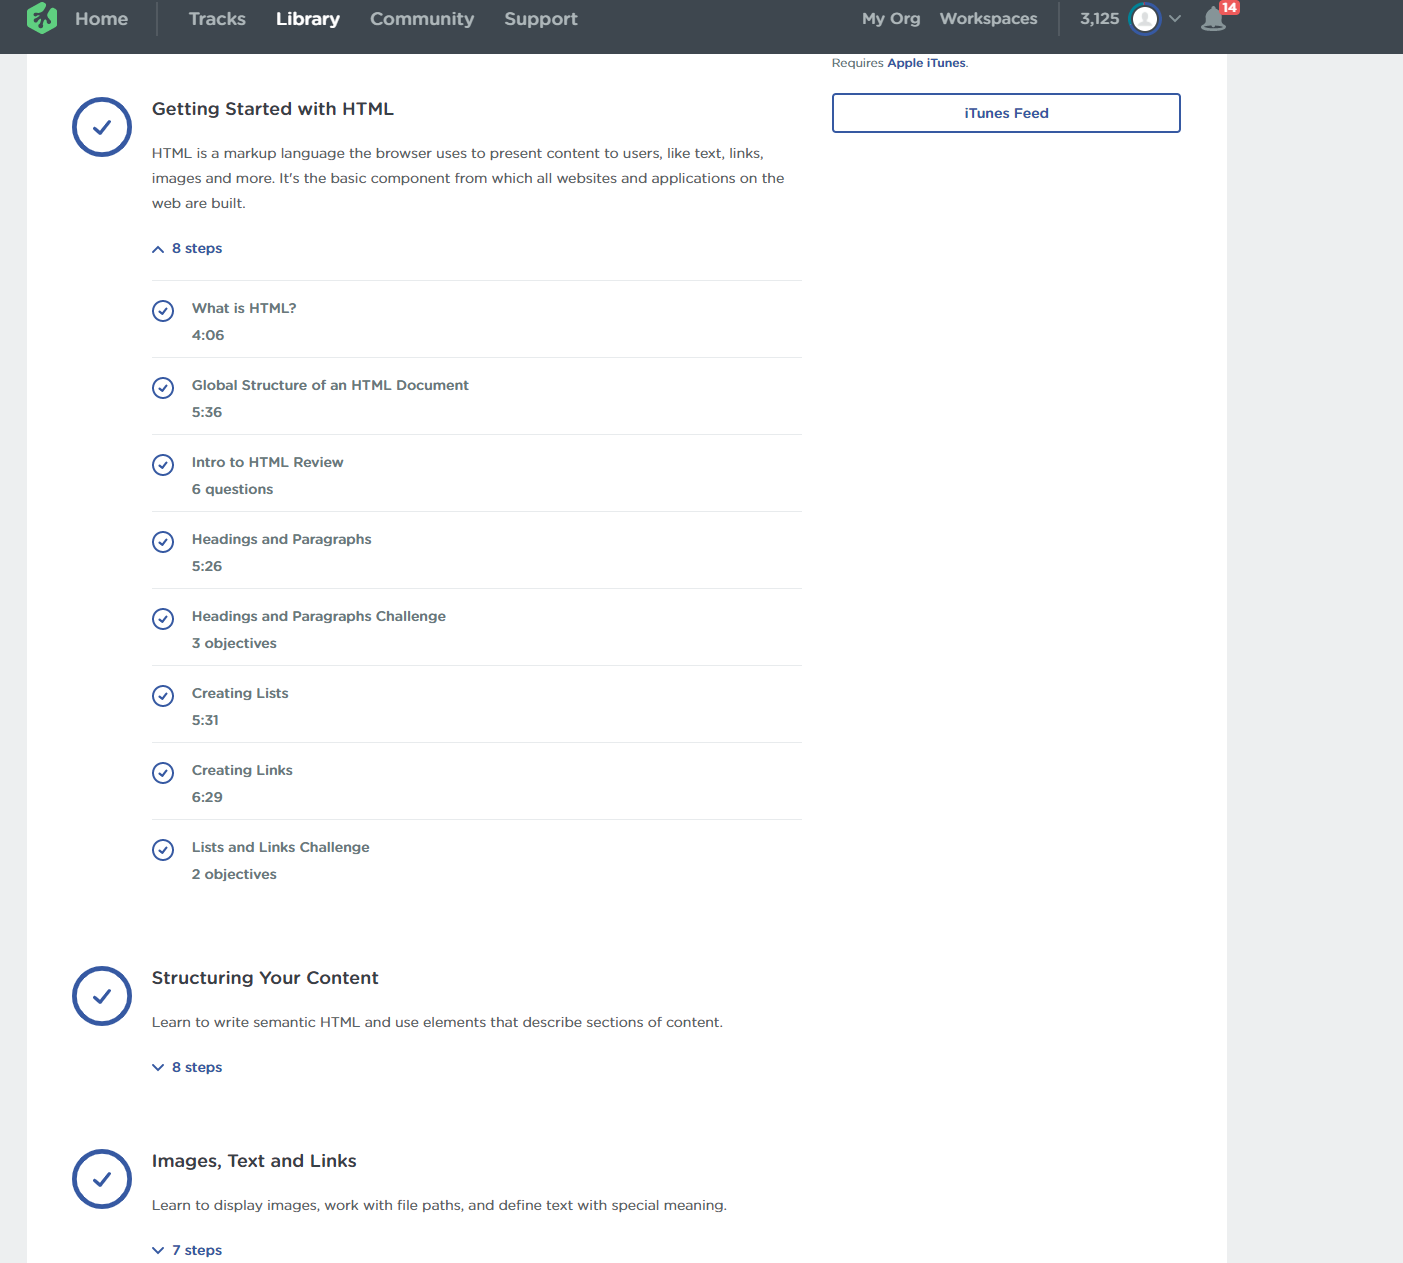 Home
Tracks
Library
Community
Support
My Org
Workspaces
3,125
14
Requires Apple iTunes.
iTunes Feed
Getting Started with HTML
HTML is a markup language the browser uses to present content to users, like text, links,
images and more. It's the basic component from which all websites and applications on the
web are built.
8 steps
What is HTML?
4:06
Global Structure of an HTML Document
5:36
Intro to HTML Review
6 questions
Headings and Paragraphs
5:26
Headings and Paragraphs Challenge
3 objectives
Creating Lists
5:31
Creating Links
6:29
Lists and Links Challenge
2 objectives
Structuring Your Content
Learn to write semantic HTML and use elements that describe sections of content.
8 steps
Images, Text and Links
Learn to display images, work with file paths, and define text with special meaning.
7 steps